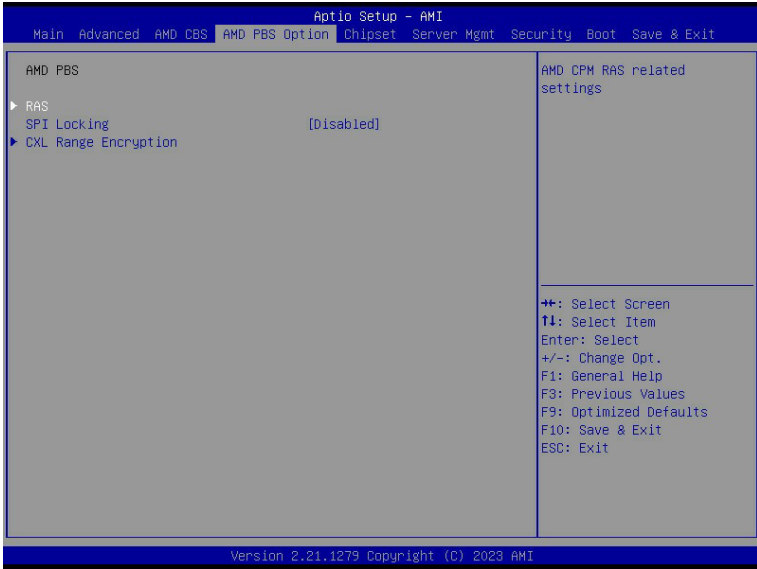 Aptio Setup – AMI
Main Advanced AMD CBS AMD PBS Option Chipset Server Mgmt Security Boot Save & Exit
AMD PBS
▶ RAS
SPI Locking [Disabled]
▶ CXL Range Encryption
AMD CPM RAS related
settings
→←: Select Screen
↑↓: Select Item
Enter: Select
+/-: Change Opt.
F1: General Help
F3: Previous Values
F9: Optimized Defaults
F10: Save & Exit
ESC: Exit
Version 2.21.1279 Copyright (C) 2023 AMI